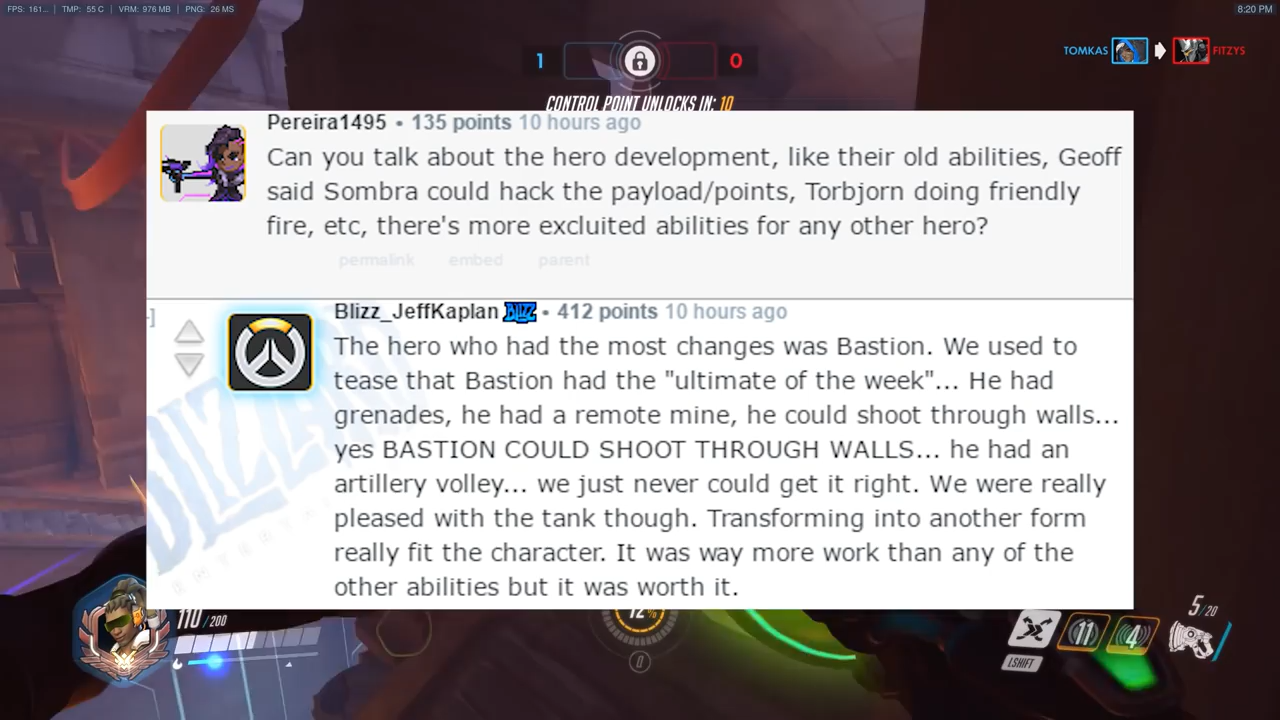 FPS: 161... | TMP: 55 C | VRM: 976 MB | PNG: 26 MS
8:20 PM
1
0
TOMKAS
FITZYS
CONTROL POINT UNLOCKS IN: 10
Pereira1495 • 135 points 10 hours ago
Can you talk about the hero development, like their old abilities, Geoff
said Sombra could hack the payload/points, Torbjorn doing friendly
fire, etc, there's more excluited abilities for any other hero?
permalink embed parent
Blizz_JeffKaplan BLIZZ • 412 points 10 hours ago
The hero who had the most changes was Bastion. We used to
tease that Bastion had the "ultimate of the week"... He had
grenades, he had a remote mine, he could shoot through walls...
yes BASTION COULD SHOOT THROUGH WALLS... he had an
artillery volley... we just never could get it right. We were really
pleased with the tank though. Transforming into another form
really fit the character. It was way more work than any of the
other abilities but it was worth it.
BLIZZARD
110/200
12%
0
LSHIFT
11
4
5/20